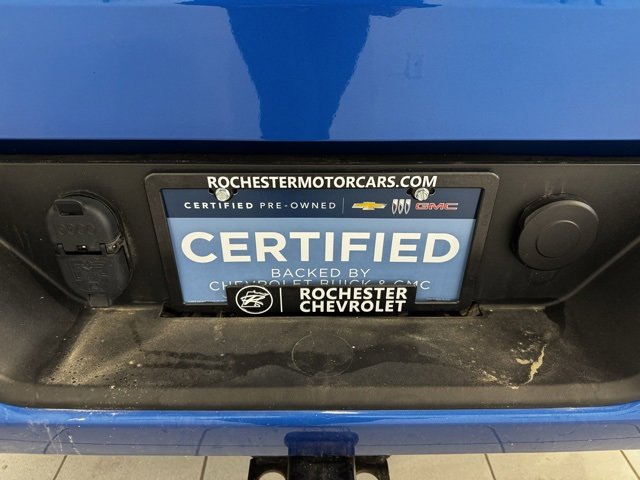 ROCHESTERMOTORCARS.COM
CERTIFIED PRE-OWNED | GMC
CERTIFIED
BACKED BY
CHEVROLET BUICK & GMC
ROCHESTER
CHEVROLET